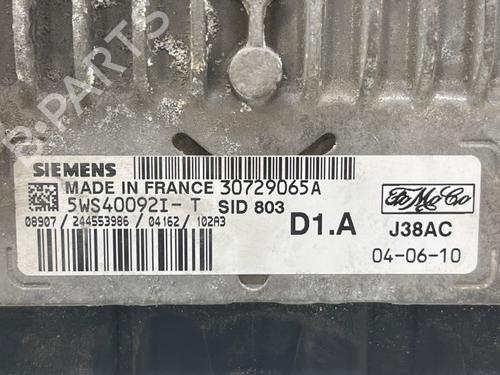 B-PARTS
SIEMENS
MADE IN FRANCE 30729065A
5WS40092I- T SID 803
08907 / 244553986 / 04162 / 102A3
D1.A
FoMoCo
J38AC
04-06-10